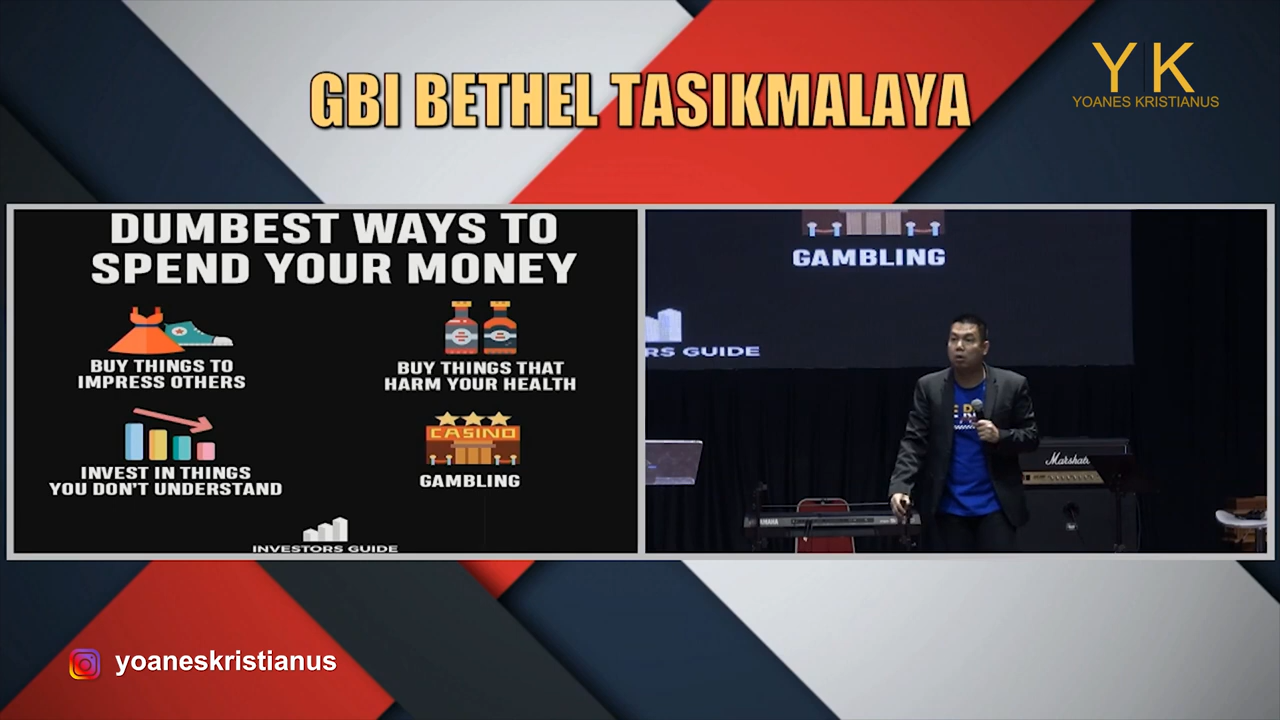 GBI BETHEL TASIKMALAYA
Y K
YOANES KRISTIANUS
DUMBEST WAYS TO
SPEND YOUR MONEY
BUY THINGS TO
IMPRESS OTHERS
BUY THINGS THAT
HARM YOUR HEALTH
INVEST IN THINGS
YOU DON'T UNDERSTAND
CASINO
GAMBLING
INVESTORS GUIDE
GAMBLING
RS GUIDE
Marshall
YAMAHA
yoaneskristianus